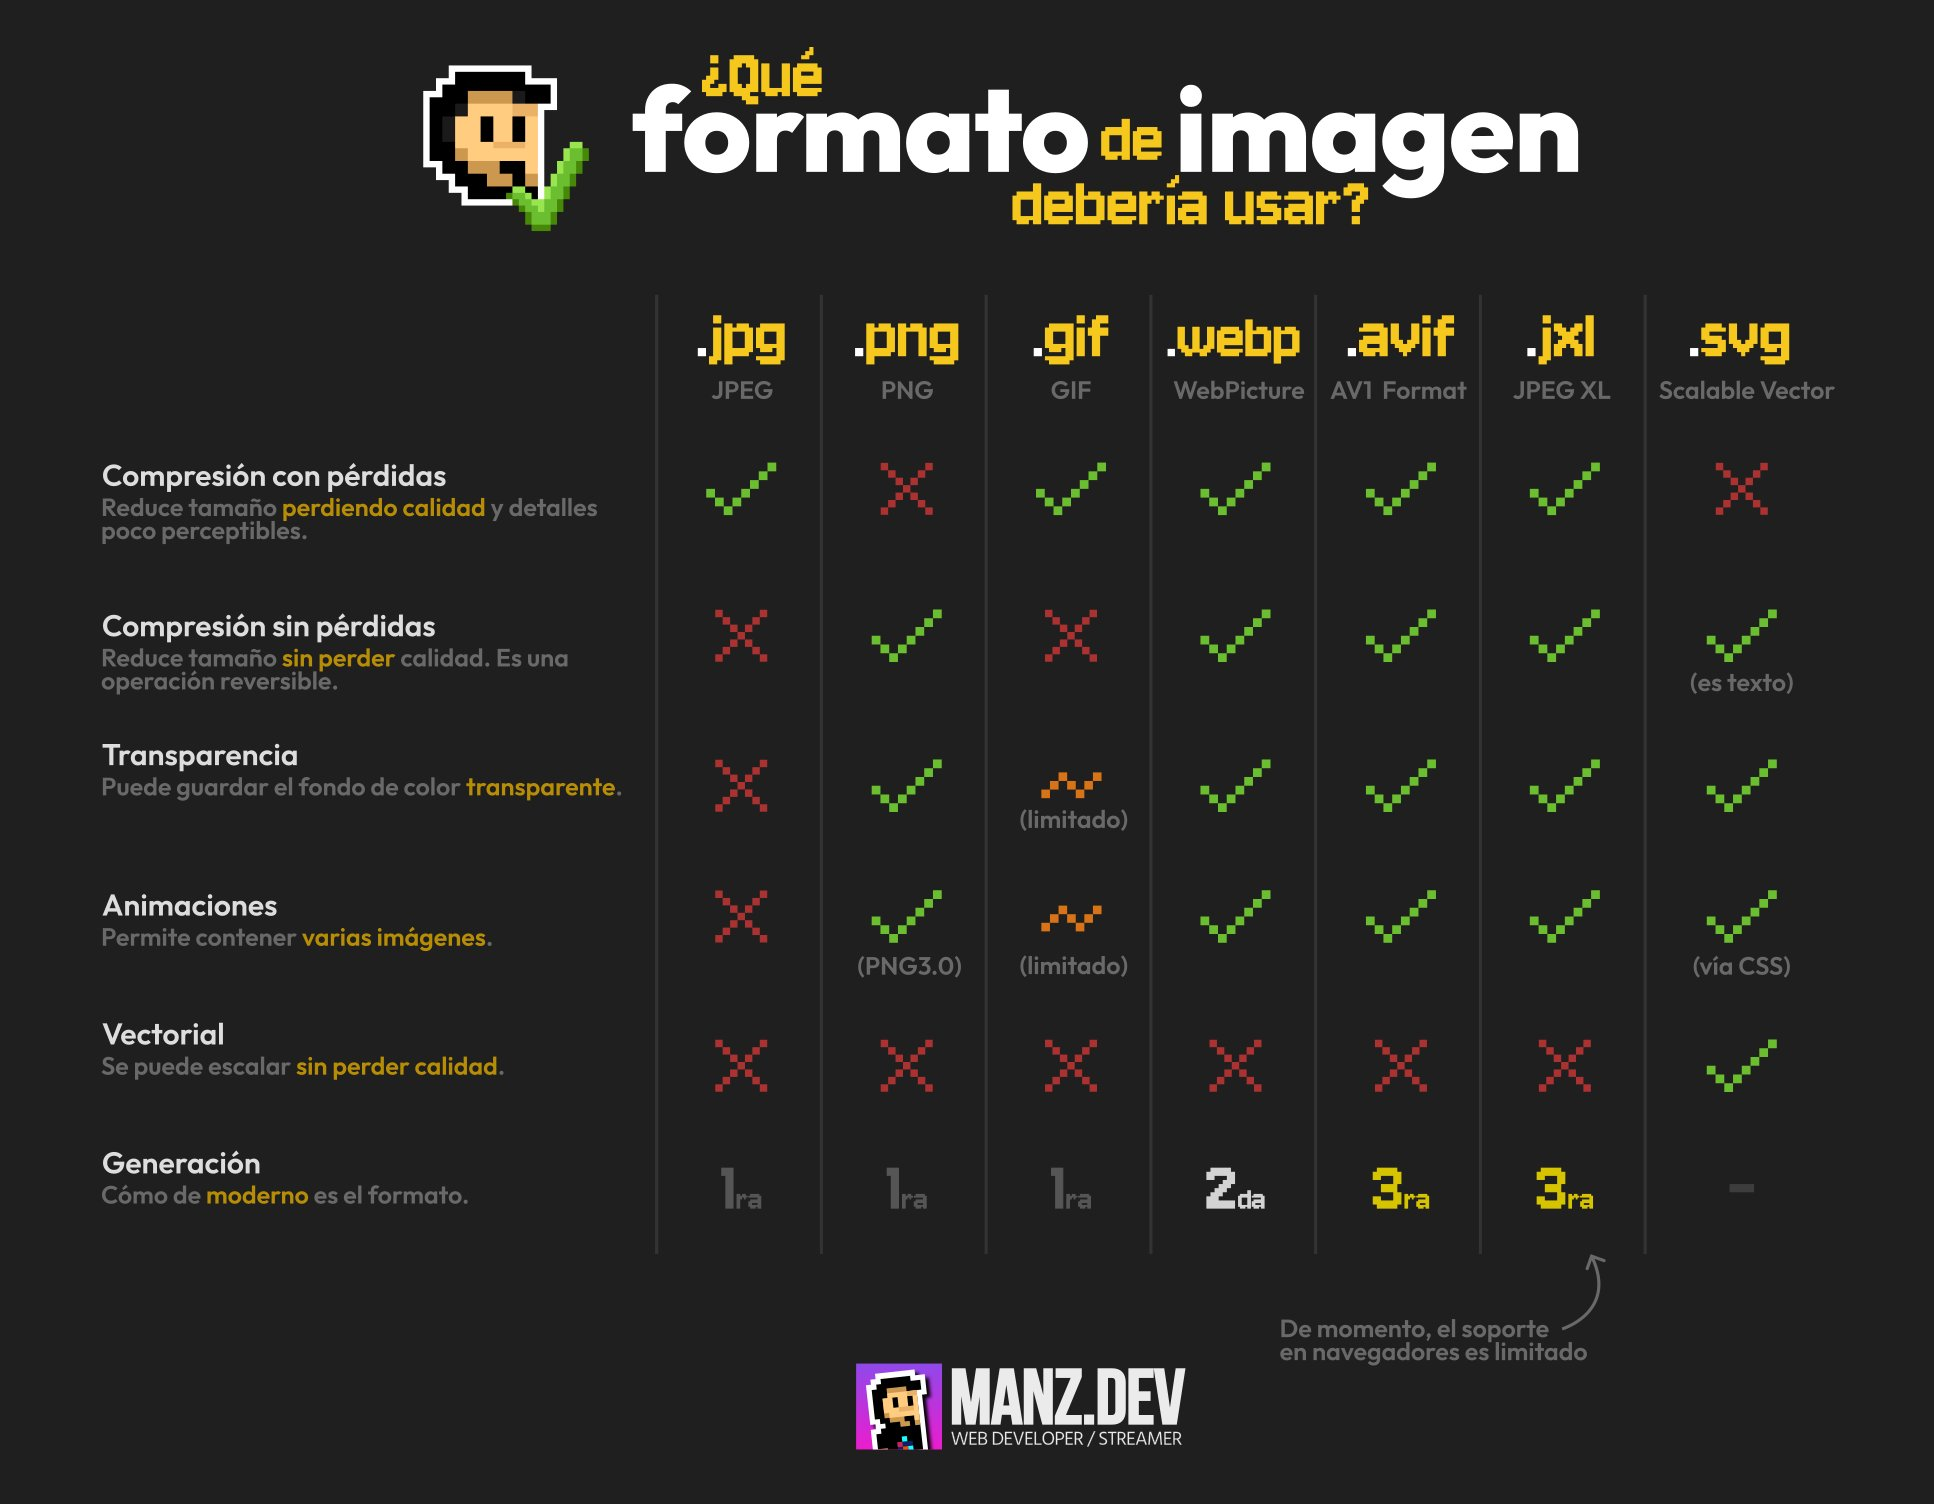 ¿Qué
formato de imagen
debería usar?
.jpg .png .gif .webp .avif .jxl .svg
JPEG PNG GIF WebPicture AV1 Format JPEG XL Scalable Vector
Compresión con pérdidas
Reduce tamaño perdiendo calidad y detalles
poco perceptibles.
Compresión sin pérdidas
Reduce tamaño sin perder calidad. Es una
operación reversible.
(es texto)
Transparencia
Puede guardar el fondo de color transparente.
(limitado)
Animaciones
Permite contener varias imágenes.
(PNG3.0) (limitado) (vía CSS)
Vectorial
Se puede escalar sin perder calidad.
Generación
Cómo de moderno es el formato.
1ra 1ra 1ra 2da 3ra 3ra -
De momento, el soporte
en navegadores es limitado
MANZ.DEV
WEB DEVELOPER / STREAMER